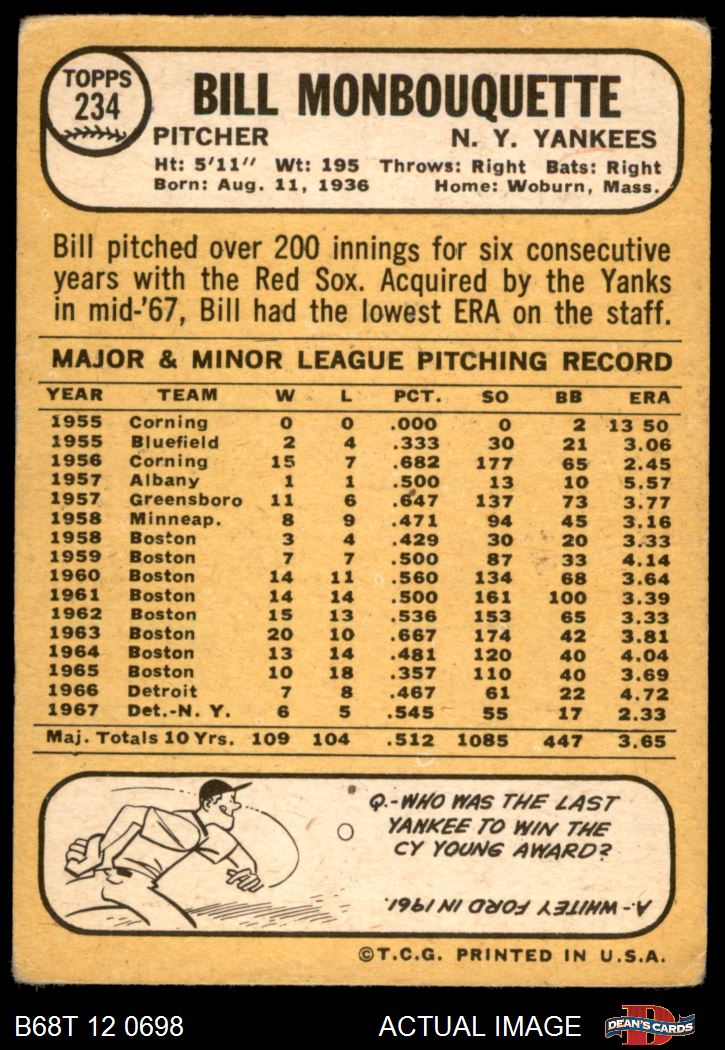 TOPPS
234
BILL MONBOUQUETTE
PITCHER N. Y. YANKEES
Ht: 5'11" Wt: 195 Throws: Right Bats: Right
Born: Aug. 11, 1936 Home: Woburn, Mass.
Bill pitched over 200 innings for six consecutive
years with the Red Sox. Acquired by the Yanks
in mid-'67, Bill had the lowest ERA on the staff.
MAJOR & MINOR LEAGUE PITCHING RECORD
YEAR TEAM W L PCT. SO BB ERA
1955 Corning 0 0 .000 0 2 13 50
1955 Bluefield 2 4 .333 30 21 3.06
1956 Corning 15 7 .682 177 65 2.45
1957 Albany 1 1 .500 13 10 5.57
1957 Greensboro 11 6 .647 137 73 3.77
1958 Minneap. 8 9 .471 94 45 3.16
1958 Boston 3 4 .429 30 20 3.33
1959 Boston 7 7 .500 87 33 4.14
1960 Boston 14 11 .560 134 68 3.64
1961 Boston 14 14 .500 161 100 3.39
1962 Boston 15 13 .536 153 65 3.33
1963 Boston 20 10 .667 174 42 3.81
1964 Boston 13 14 .481 120 40 4.04
1965 Boston 10 18 .357 110 40 3.69
1966 Detroit 7 8 .467 61 22 4.72
1967 Det.-N. Y. 6 5 .545 55 17 2.33
Maj. Totals 10 Yrs. 109 104 .512 1085 447 3.65
Q.-WHO WAS THE LAST
YANKEE TO WIN THE
CY YOUNG AWARD?
A.-WHITEY FORD IN 1961.
©T.C.G. PRINTED IN U.S.A.
B68T 12 0698 ACTUAL IMAGE
DEAN'S CARDS